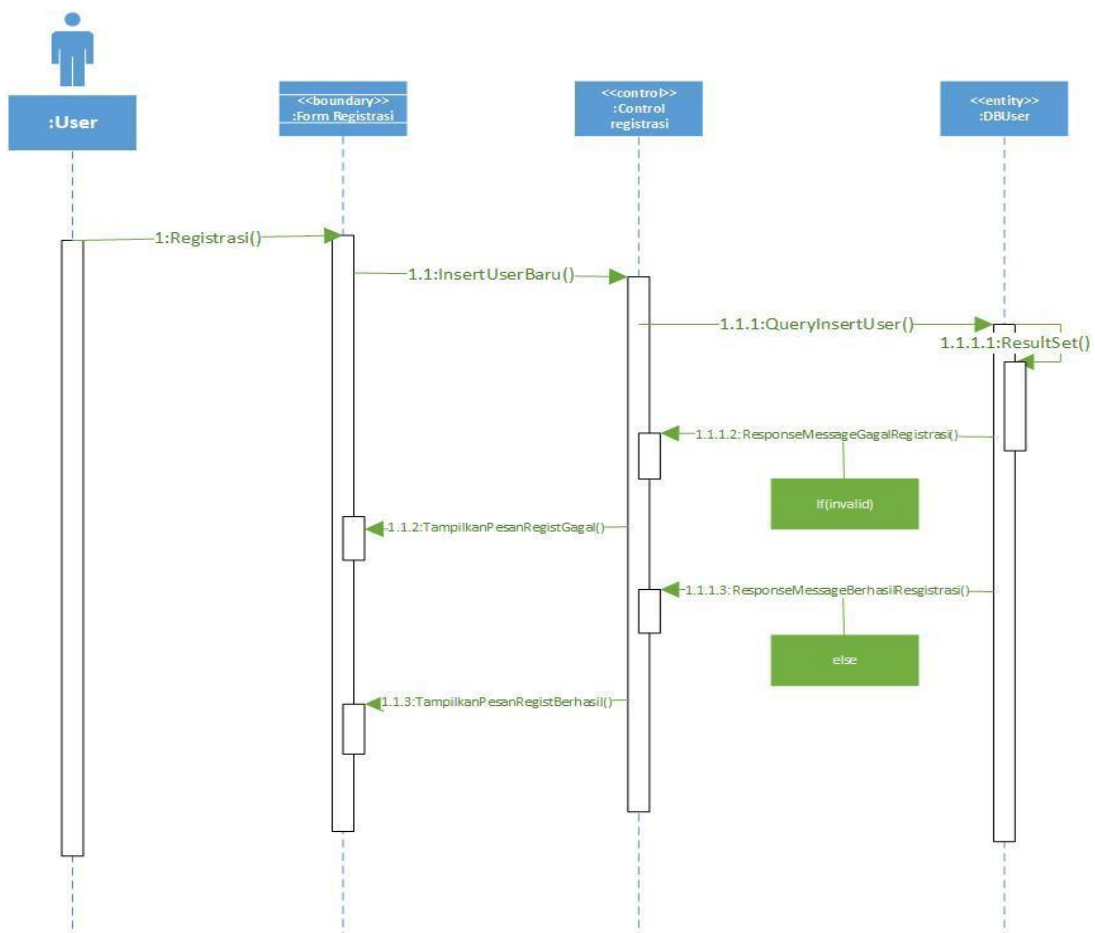 :User
<<boundary>>
:Form Registrasi
<<control>>
:Control
registrasi
<<entity>>
:DBUser
1:Registrasi()
1.1:InsertUserBaru()
1.1.1:QueryInsertUser()
1.1.1.1:ResultSet()
1.1.1.2:ResponseMessageGagalRegistrasi()
If(invalid)
1.1.2:TampilkanPesanRegistGagal()
1.1.1.3:ResponseMessageBerhasilResgistrasi()
else
1.1.3:TampilkanPesanRegistBerhasil()